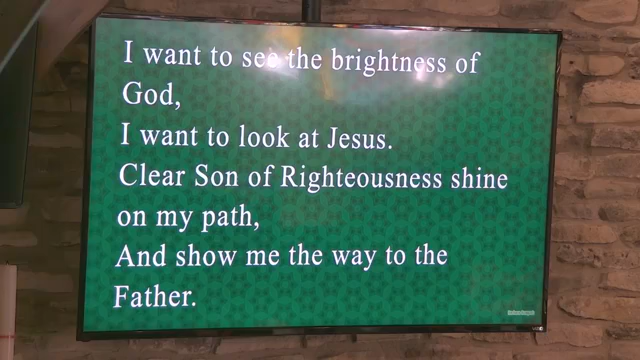 I want to see the brightness of
God,
I want to look at Jesus.
Clear Son of Righteousness shine
on my path,
And show me the way to the
Father.